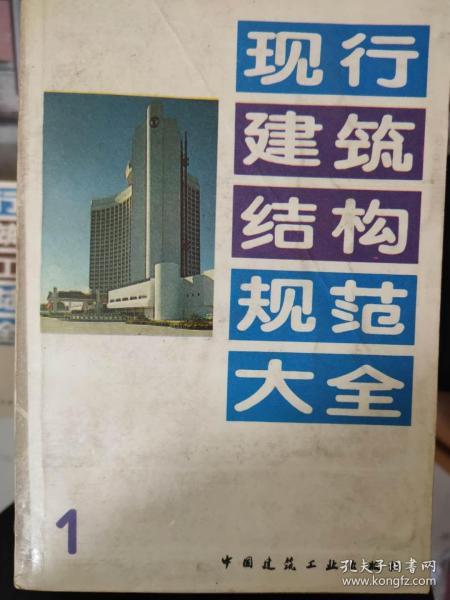 现行
建筑
结构
规范
大全
1
中国建筑工业出版社
孔夫子旧书网
www.kfz.com